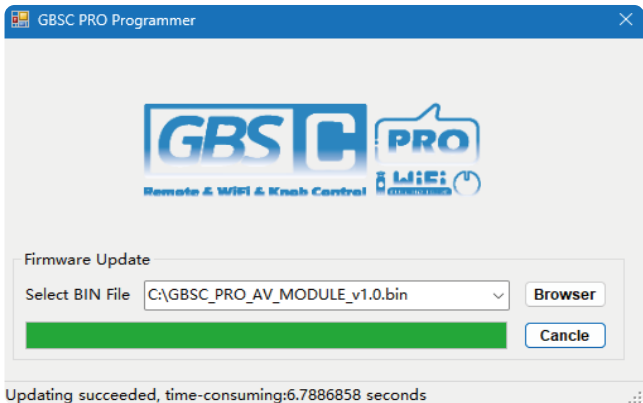 GBSC PRO Programmer
GBS C PRO
WiFi
Remote & WiFi & Knob Control
Firmware Update
Select BIN File C:\GBSC_PRO_AV_MODULE_v1.0.bin Browser
Cancle
Updating succeeded, time-consuming:6.7886858 seconds